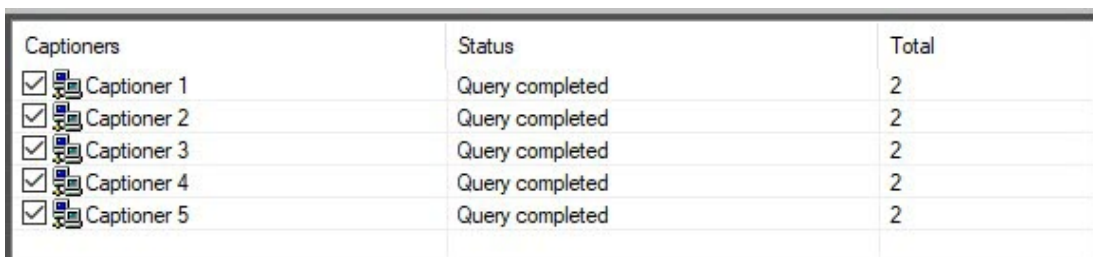 Captioners Status Total
Captioner 1 Query completed 2
Captioner 2 Query completed 2
Captioner 3 Query completed 2
Captioner 4 Query completed 2
Captioner 5 Query completed 2